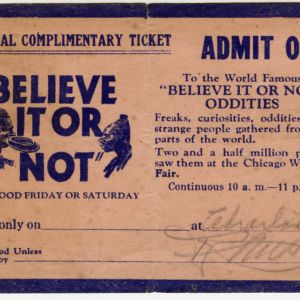 AL COMPLIMENTARY TICKET
BELIEVE
IT OR
NOT"
OOD FRIDAY OR SATURDAY
only on
od Unless
by
ADMIT O
To the World Famou
"BELIEVE IT OR NO
ODDITIES
Freaks, curiosities, oddities
strange people gathered from
parts of the world.
Two and a half million p
saw them at the Chicago W
Fair.
Continuous 10 a. m.—11 p.
at